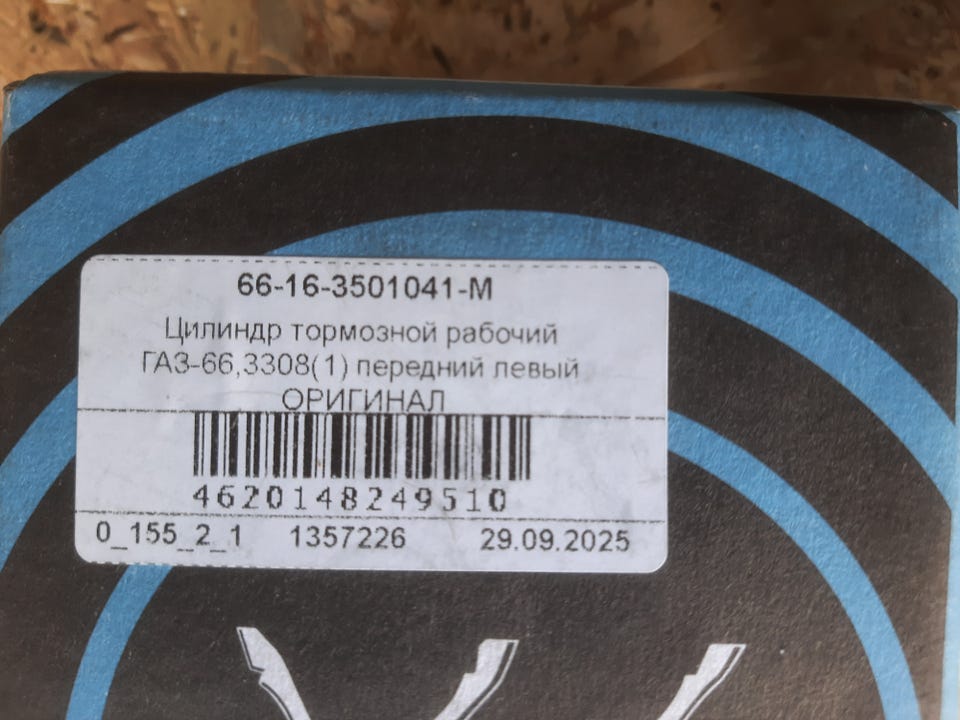 66-16-3501041-М
Цилиндр тормозной рабочий
ГАЗ-66,3308(1) передний левый
ОРИГИНАЛ
4620148249510
0_155_2_1 1357226 29.09.2025